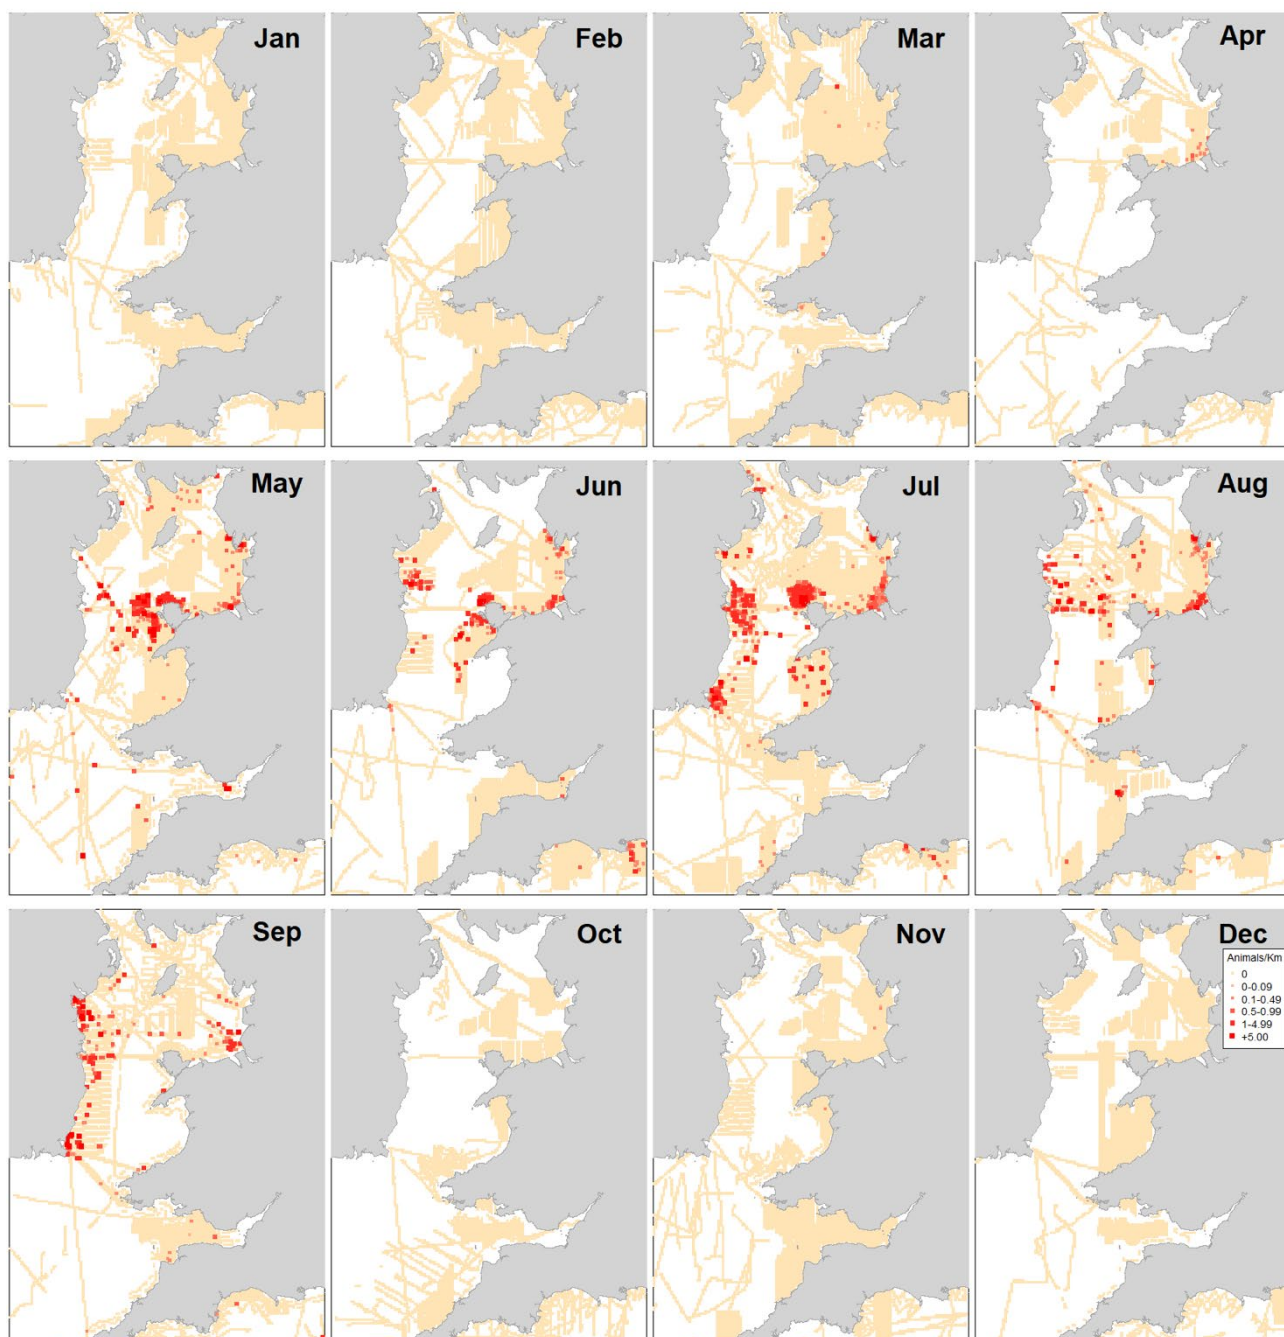 Jan
Feb
Mar
Apr
May
Jun
Jul
Aug
Sep
Oct
Nov
Dec
Animals/Km
0
0-0.09
0.1-0.49
0.5-0.99
1-4.99
+5.00